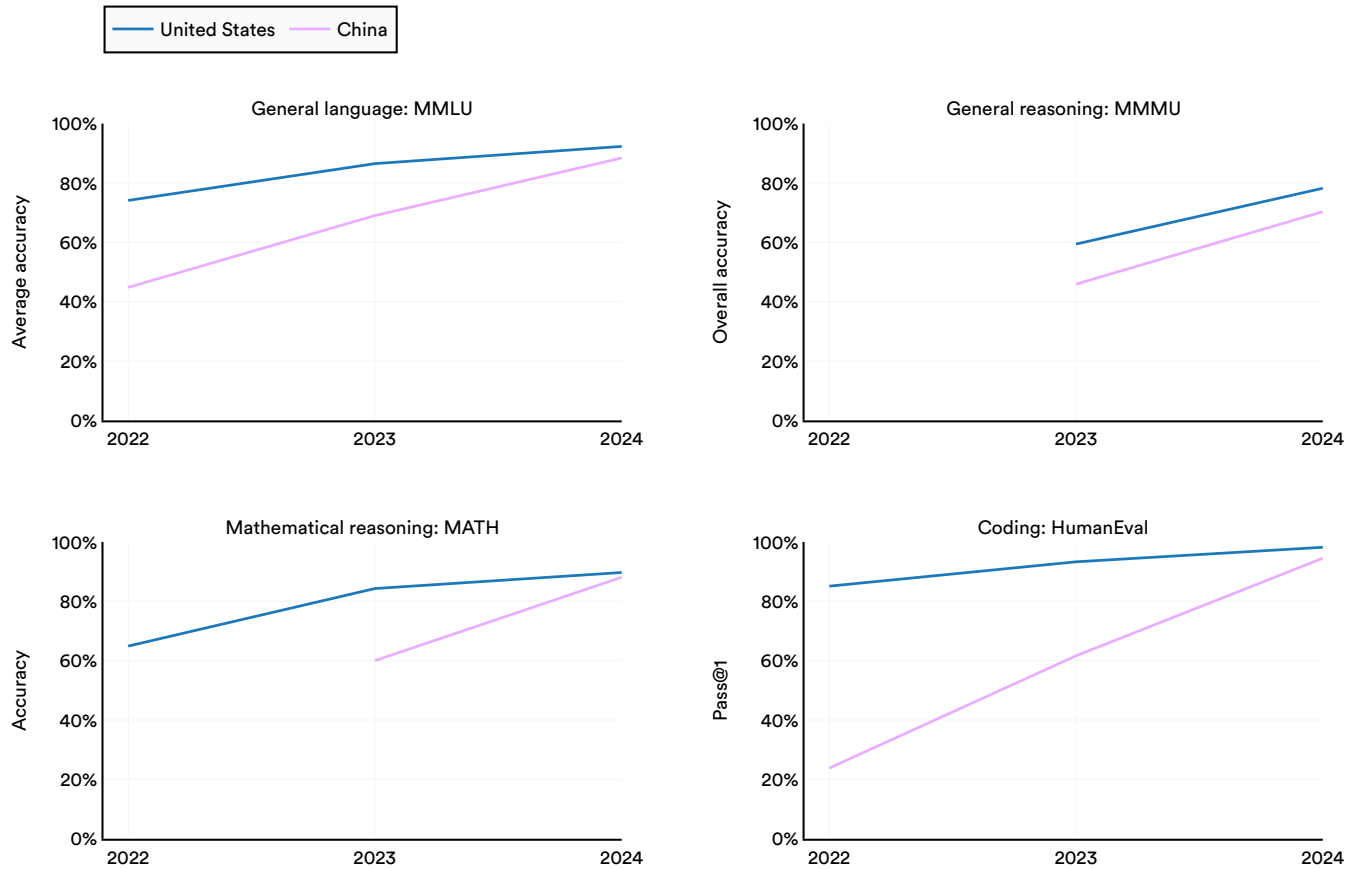 United States China
General language: MMLU
100%
80%
60%
40%
20%
0%
Average accuracy
2022 2023 2024
General reasoning: MMMU
100%
80%
60%
40%
20%
0%
Overall accuracy
2022 2023 2024
Mathematical reasoning: MATH
100%
80%
60%
40%
20%
0%
Accuracy
2022 2023 2024
Coding: HumanEval
100%
80%
60%
40%
20%
0%
Pass@1
2022 2023 2024